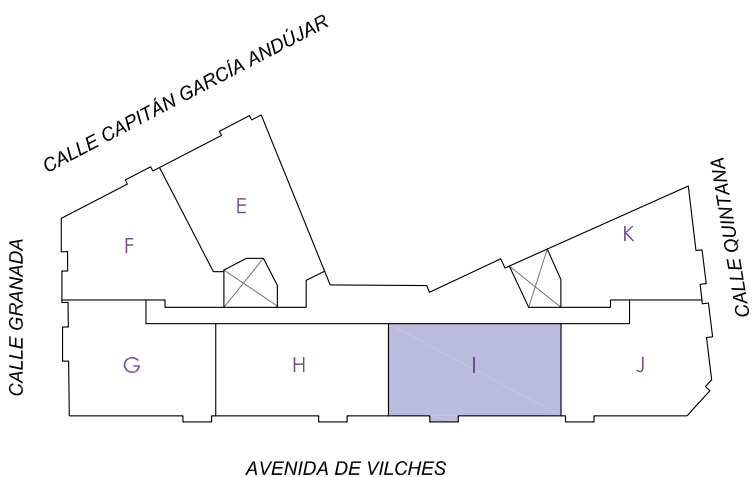 CALLE CAPITÁN GARCÍA ANDÚJAR
CALLE QUINTANA
E
K
F
CALLE GRANADA
G
H
I
J
AVENIDA DE VILCHES